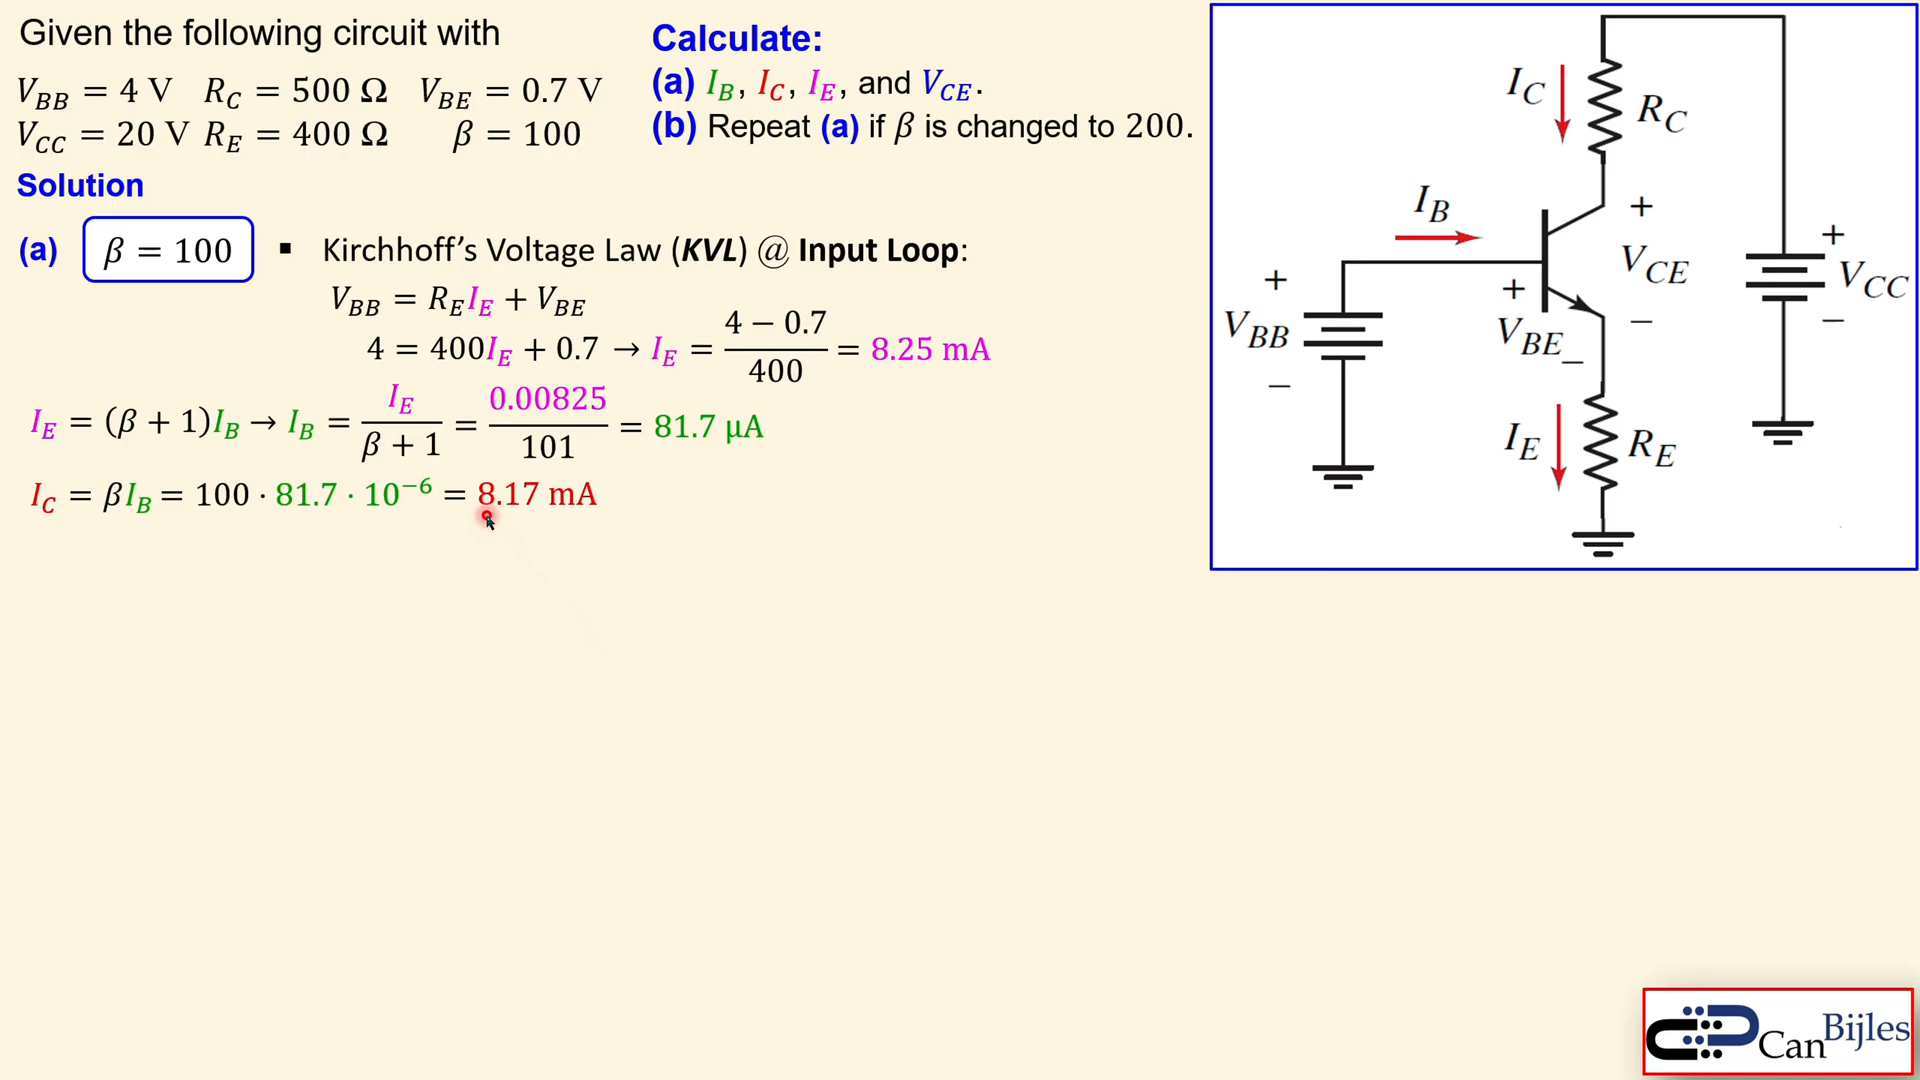 Given the following circuit with
V_BB = 4 V R_C = 500 Ω V_BE = 0.7 V
V_CC = 20 V R_E = 400 Ω β = 100
Calculate:
(a) I_B, I_C, I_E, and V_CE.
(b) Repeat (a) if β is changed to 200.
Solution
(a) β = 100 ▪ Kirchhoff's Voltage Law (KVL) @ Input Loop:
V_BB = R_E I_E + V_BE
4 = 400I_E + 0.7 → I_E = (4 − 0.7)/400 = 8.25 mA
I_E = (β + 1)I_B → I_B = I_E/(β + 1) = 0.00825/101 = 81.7 μA
I_C = βI_B = 100 · 81.7 · 10⁻⁶ = 8.17 mA
I_C
R_C
I_B
+
V_CE
−
+
V_BE
−
+
V_BB
−
+
V_CC
−
I_E
R_E
Can Bijles